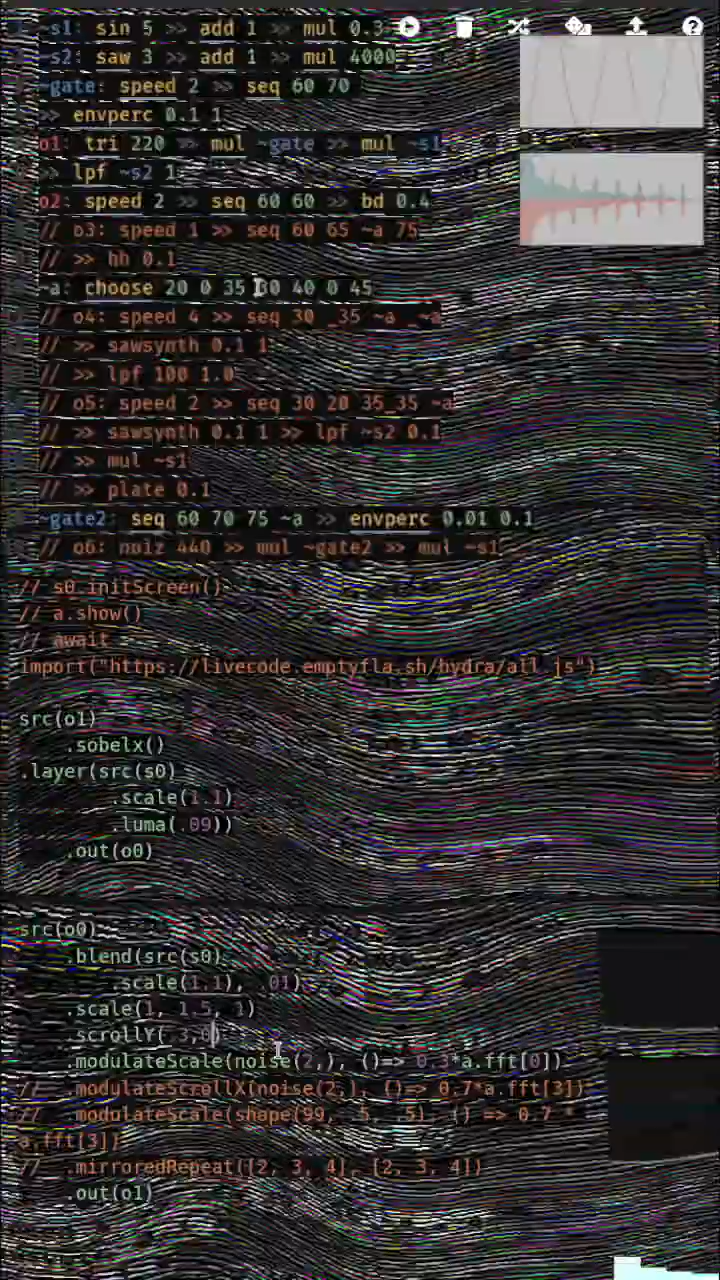 ~s1: sin 5 >> add 1 >> mul 0.3
~s2: saw 3 >> add 1 >> mul 4000
~gate: speed 2 >> seq 60 70
>> envperc 0.1 1
o1: tri 220 >> mul ~gate >> mul ~s1
>> lpf ~s2 1
o2: speed 2 >> seq 60 60 >> bd 0.4
// o3: speed 1 >> seq 60 65 ~a 75
// >> hh 0.1
~a: choose 20 0 35 30 40 0 45
// o4: speed 4 >> seq 30 _35 ~a _~a
// >> sawsynth 0.1 1
// >> lpf 100 1.0
// o5: speed 2 >> seq 30 20 35_35 ~a
// >> sawsynth 0.1 1 >> lpf ~s2 0.1
// >> mul ~s1
// >> plate 0.1
~gate2: seq 60 70 75 ~a >> envperc 0.01 0.1
// o6: noiz 440 >> mul ~gate2 >> mul ~s1
// s0.initScreen()
// a.show()
// await
import("https://livecode.emptyfla.sh/hydra/all.js")
src(o1)
.sobelx()
.layer(src(s0)
.scale(1.1)
.luma(.09))
.out(o0)
src(o0)
.blend(src(s0)
.scale(1.1), .01)
.scale(1, 1.5, 1)
.scrollY(.3,0)
.modulateScale(noise(2,), ()=> 0.3*a.fft[0])
// .modulateScrollX(noise(2,), ()=> 0.7*a.fft[3])
// .modulateScale(shape(99, .5, .5), () => 0.7 *
a.fft[3])
// .mirroredRepeat([2, 3, 4], [2, 3, 4])
.out(o1)